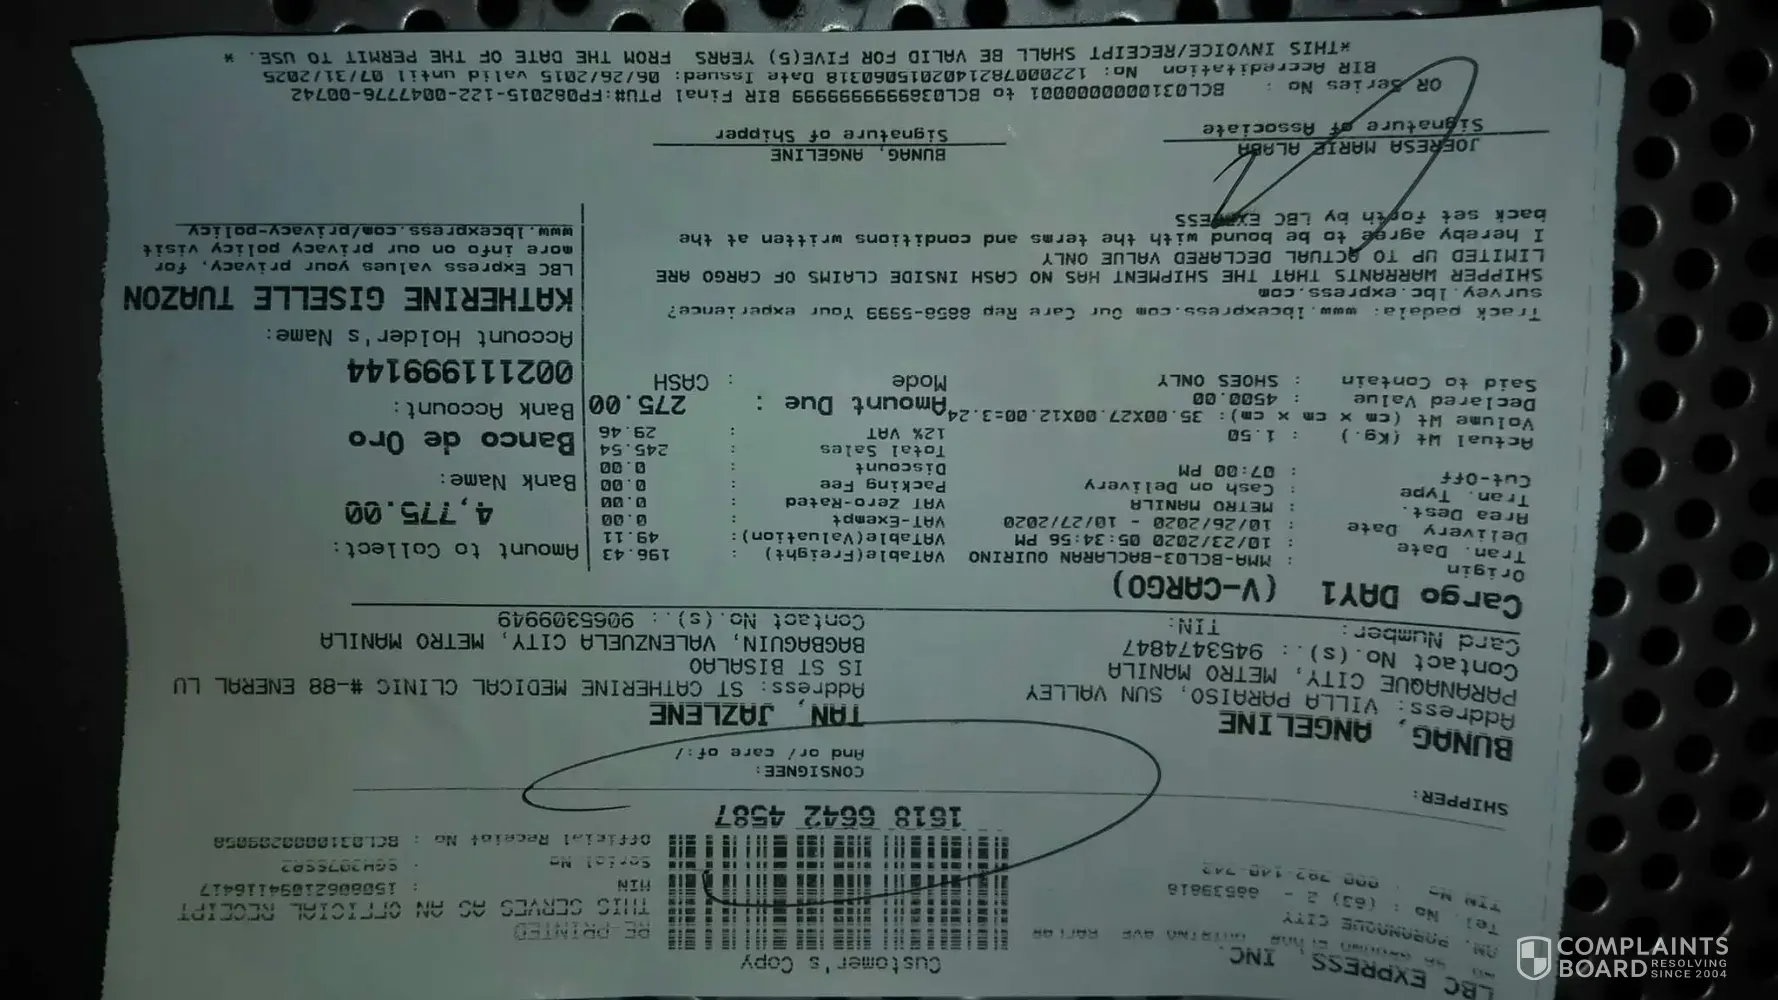 Customer's Copy
LBC EXPRESS, INC.
PARANAQUE CITY
Tel. No : (63) 2 - 88539818
TIN No :
RE-PRINTED
THIS SERVES AS AN OFFICIAL RECEIPT
MIN : 15080621054116417
Serial No :
Official Receipt No : BCL0310000209058
1618 6642 4587
SHIPPER:
BUNAG, ANGELINE
Address: VILLA PARAISO, SUN VALLEY
PARANAQUE CITY, METRO MANILA
Contact No.(s).: 9453474847
Card Number: TIN:
CONSIGNEE:
And or/ care of:/
TAN, JAZLENE
Address: ST CATHERINE MEDICAL CLINIC #-88 ENERAL LU
IS ST BISALAO
BAGBAGUIN, VALENZUELA CITY, METRO MANILA
Contact No.(s).: 9065309949
Cargo DAY1 (V-CARGO)
Origin : MMA-BCL03-BACLARAN QUIRINO
Tran. Date : 10/23/2020 05:34:56 PM
Delivery Date : 10/26/2020 - 10/27/2020
Area Dest. : METRO MANILA
Tran. Type : Cash on Delivery
Cut-Off : 07:00 PM
Actual Wt (Kg.) : 1.50
Volume Wt (cm x cm x cm): 35.00X27.00X12.00=3.24
Declared Value : 4500.00
Said to Contain : SHOES ONLY
VATable(Freight) : 196.43
VATable(Valuation): 49.11
VAT-Exempt : 0.00
VAT Zero-Rated : 0.00
Packing Fee : 0.00
Discount : 0.00
Total Sales : 245.54
12% VAT : 29.46
Amount Due : 275.00
Mode : CASH
Amount to Collect:
4,775.00
Bank Name:
Banco de Oro
Bank Account:
002111999144
Account Holder's Name:
KATHERINE GISELLE TUAZON
LBC Express values your privacy, for
more info on our privacy policy visit
www.lbcexpress.com/privacy-policy
Track padala: www.lbcexpress.com Our Care Rep 8858-5999 Your experience?
survey.lbc.express.com
SHIPPER WARRANTS THAT THE SHIPMENT HAS NO CASH INSIDE OF CLAIMS OF CARGO ARE
LIMITED UP TO ACTUAL DECLARED VALUE ONLY
I hereby agree to be bound with the terms and conditions written at the
back set forth by LBC EXPRESS
JOERESA MARIE ALABA
Signature of Associate
BUNAG, ANGELINE
Signature of Shipper
OR Series No : BCL0310000000001 to BCL0369999999999 Final BIR PTU#:FP082015-122-0047776-00742
BIR Accreditation No: 12200078214020150603​18 Date Issued: 06/26/2015 valid until 07/31/2025
*THIS INVOICE/RECEIPT SHALL BE VALID FOR FIVE(5) YEARS FROM THE DATE OF THE PERMIT TO USE. *
COMPLAINTS
BOARD RESOLVING
SINCE 2004